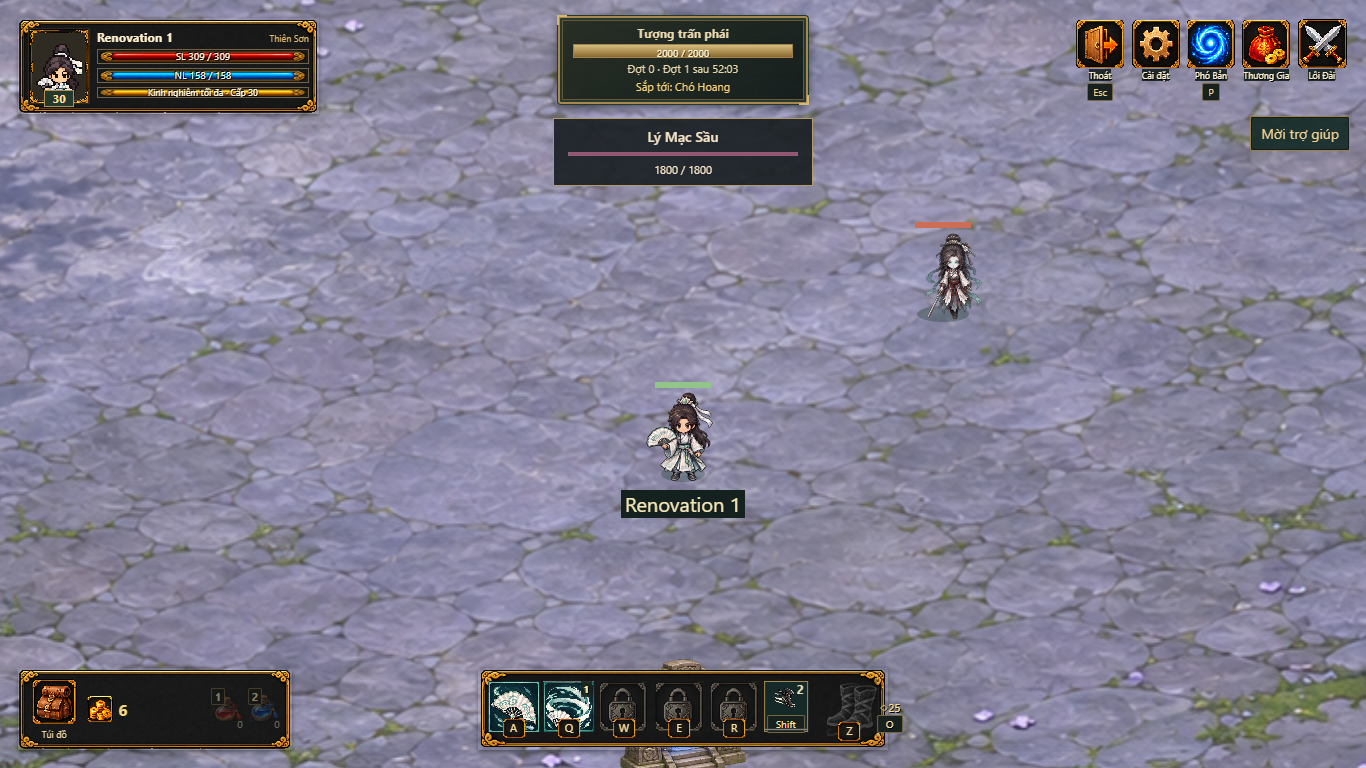 Renovation 1
Thiên Sơn
SL 309 / 309
NL 158 / 158
Kinh nghiệm tối đa · Cấp 30
30
Tượng trấn phái
2000 / 2000
Đợt 0 · Đợt 1 sau 52:03
Sắp tới: Chó Hoang
Lý Mạc Sầu
1800 / 1800
Thoát
Cài đặt
Phó Bản
Thương Gia
Lôi Đài
Esc
P
Mời trợ giúp
Renovation 1
6
1
2
0
0
Túi đồ
1
2
A
Q
W
E
R
Shift
Z
25
O